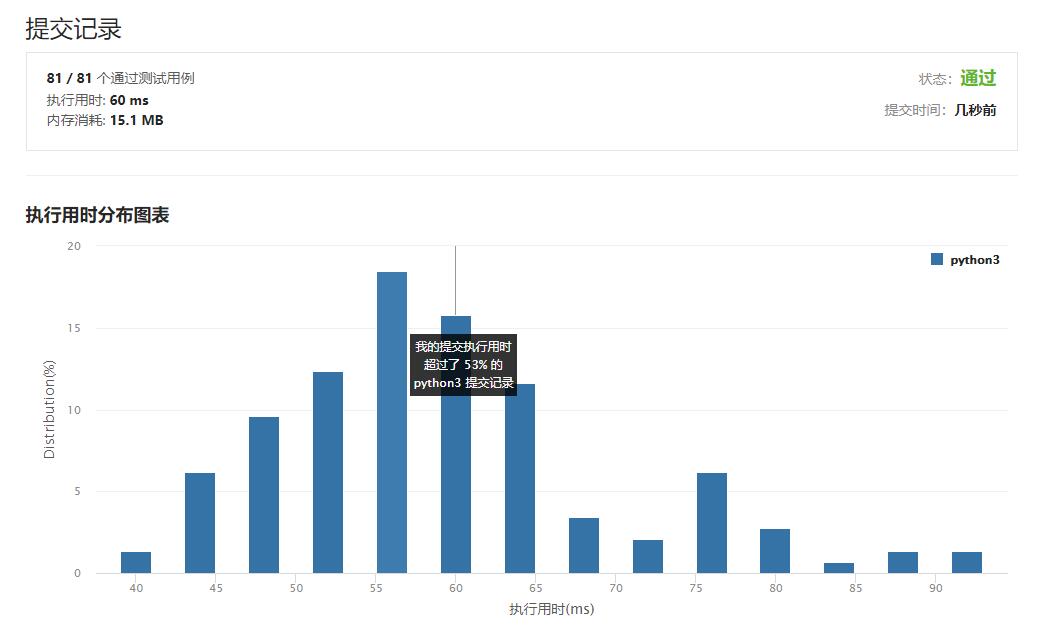 提交记录
81 / 81 个通过测试用例
状态：通过
执行用时: 60 ms
提交时间：几秒前
内存消耗: 15.1 MB
执行用时分布图表
python3
20
15
10
5
0
Distribution(%)
我的提交执行用时
超过了 53% 的
python3 提交记录
40 45 50 55 60 65 70 75 80 85 90
执行用时(ms)